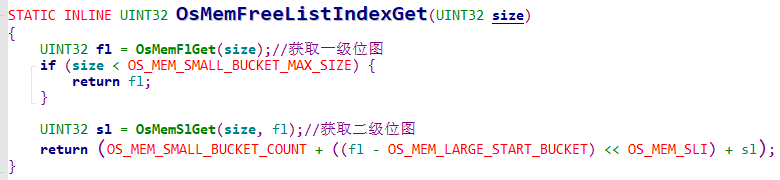 STATIC INLINE UINT32 OsMemFreeListIndexGet(UINT32 size)
{
    UINT32 fl = OsMemFlGet(size);//获取一级位图
    if (size < OS_MEM_SMALL_BUCKET_MAX_SIZE) {
        return fl;
    }
    UINT32 sl = OsMemSlGet(size, fl);//获取二级位图
    return (OS_MEM_SMALL_BUCKET_COUNT + ((fl - OS_MEM_LARGE_START_BUCKET) << OS_MEM_SLI) + sl);
}